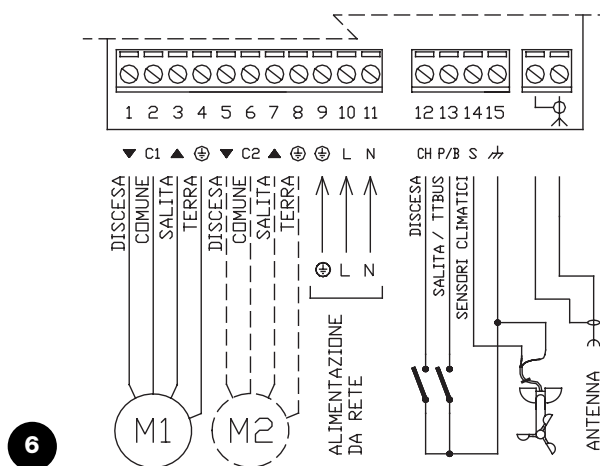 1 2 3 4 5 6 7 8 9 10 11 12 13 14 15
▼ C1 ▲ ▼ C2 ▲ L N CH P/B S
DISCESA
COMUNE
SALITA
TERRA
DISCESA
COMUNE
SALITA
TERRA
L N
ALIMENTAZIONE
DA RETE
DISCESA
SALITA / TTBUS
SENSORI CLIMATICI
ANTENNA
M1
M2
6